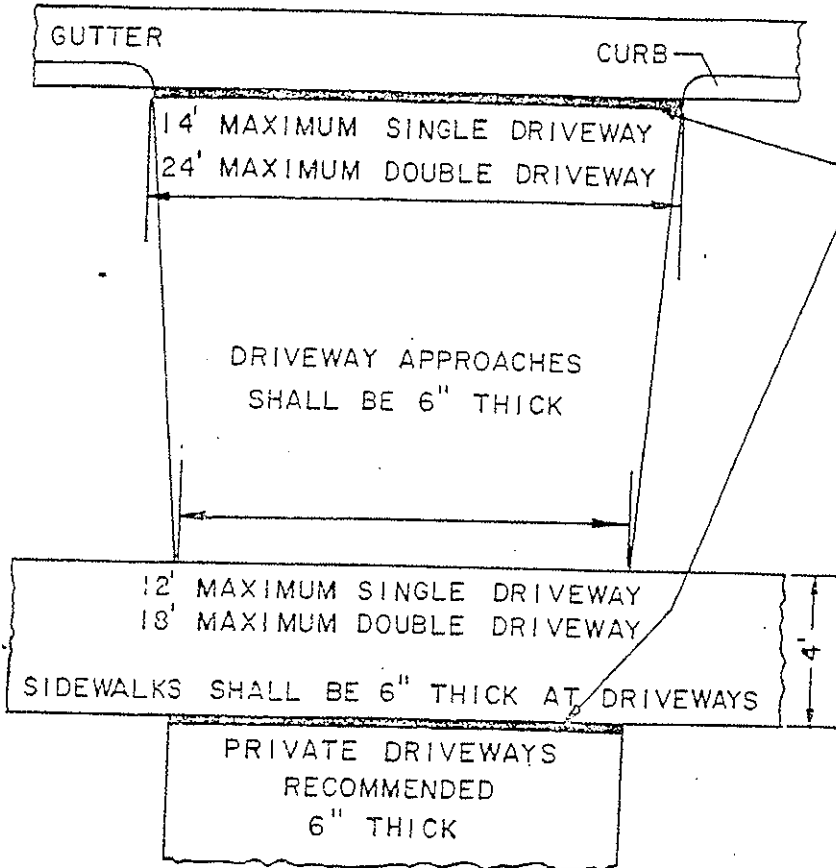 GUTTER
CURB
14' MAXIMUM SINGLE DRIVEWAY
24' MAXIMUM DOUBLE DRIVEWAY
DRIVEWAY APPROACHES
SHALL BE 6" THICK
12' MAXIMUM SINGLE DRIVEWAY
18' MAXIMUM DOUBLE DRIVEWAY
4'
SIDEWALKS SHALL BE 6" THICK AT DRIVEWAYS
PRIVATE DRIVEWAYS
RECOMMENDED
6" THICK